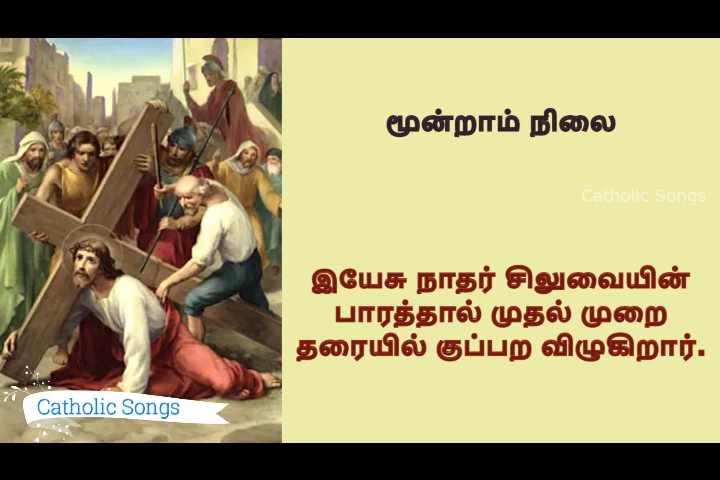 மூன்றாம் நிலை
Catholic Songs
இயேசு நாதர் சிலுவையின்
பாரத்தால் முதல் முறை
தரையில் குப்பற விழுகிறார்.
Catholic Songs